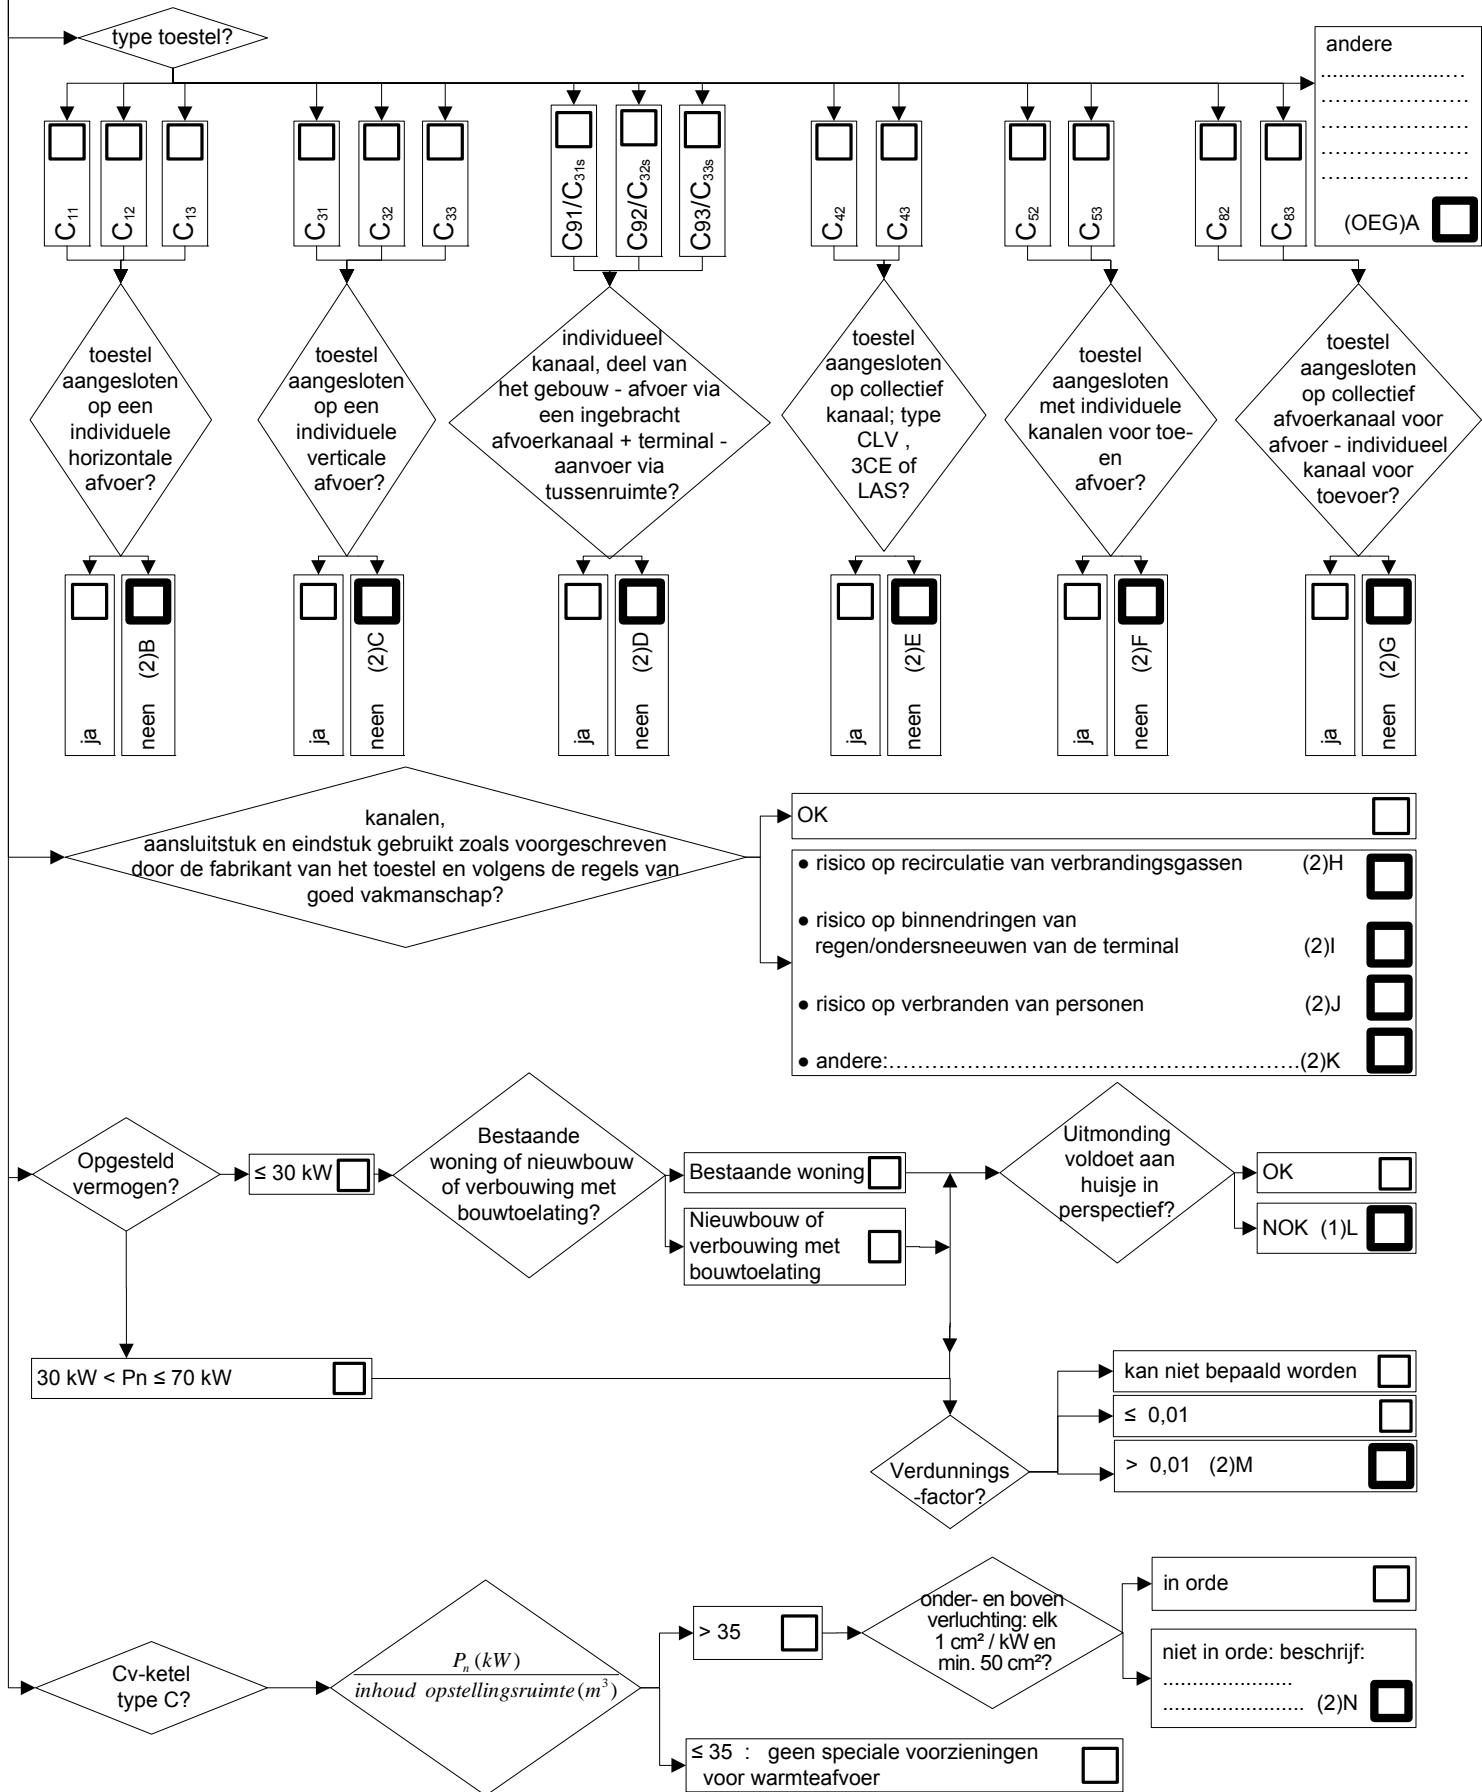 type toestel?
andere
........................
........................
........................
........................
........................
(OEG)A
C₁₁
C₁₂
C₁₃
C₃₁
C₃₂
C₃₃
C91/C₃₁ₛ
C92/C₃₂ₛ
C93/C₃₃ₛ
C₄₂
C₄₃
C₅₂
C₅₃
C₈₂
C₈₃
toestel
aangesloten
op een
individuele
horizontale
afvoer?
toestel
aangesloten
op een
individuele
verticale
afvoer?
individueel
kanaal, deel van
het gebouw - afvoer via
een ingebracht
afvoerkanaal + terminal -
aanvoer via
tussenruimte?
toestel
aangesloten
op collectief
kanaal; type
CLV ,
3CE of
LAS?
toestel
aangesloten
met individuele
kanalen voor toe-
en
afvoer?
toestel
aangesloten
op collectief
afvoerkanaal voor
afvoer - individueel
kanaal voor
toevoer?
ja
neen (2)B
ja
neen (2)C
ja
neen (2)D
ja
neen (2)E
ja
neen (2)F
ja
neen (2)G
kanalen,
aansluitstuk en eindstuk gebruikt zoals voorgeschreven
door de fabrikant van het toestel en volgens de regels van
goed vakmanschap?
OK
● risico op recirculatie van verbrandingsgassen (2)H
● risico op binnendringen van
regen/ondersneeuwen van de terminal (2)I
● risico op verbranden van personen (2)J
● andere:........................................................(2)K
Opgesteld
vermogen?
≤ 30 kW
Bestaande
woning of nieuwbouw
of verbouwing met
bouwtoelating?
Bestaande woning
Nieuwbouw of
verbouwing met
bouwtoelating
Uitmonding
voldoet aan
huisje in
perspectief?
OK
NOK (1)L
30 kW < Pn ≤ 70 kW
Verdunnings
-factor?
kan niet bepaald worden
≤ 0,01
> 0,01 (2)M
Cv-ketel
type C?
Pₙ (kW)
inhoud opstellingsruimte (m³)
> 35
onder- en boven
verluchting: elk
1 cm² / kW en
min. 50 cm²?
in orde
niet in orde: beschrijf:
......................
........................ (2)N
≤ 35 : geen speciale voorzieningen
voor warmteafvoer